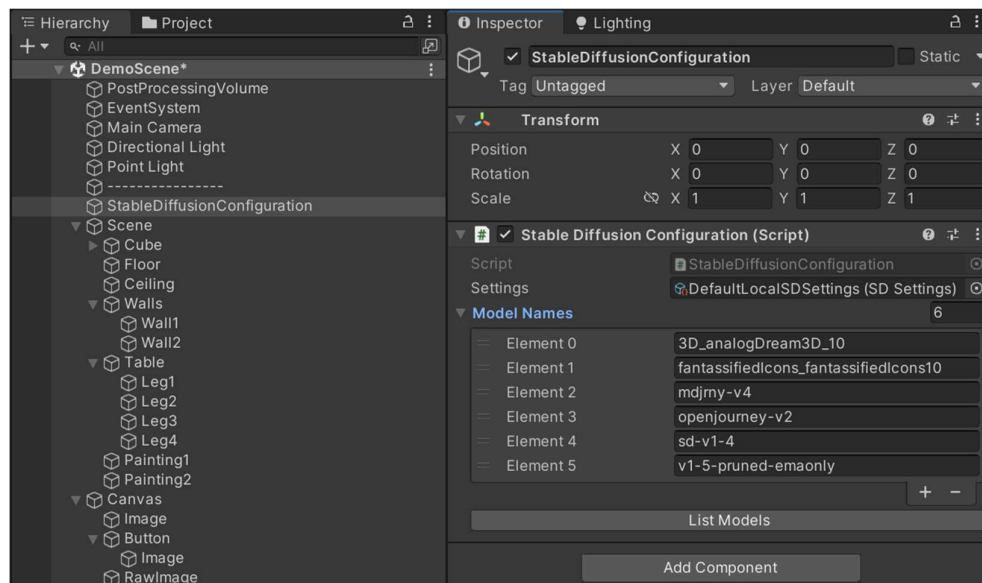 Hierarchy
Project
All
DemoScene*
PostProcessingVolume
EventSystem
Main Camera
Directional Light
Point Light
----------------
StableDiffusionConfiguration
Scene
Cube
Floor
Ceiling
Walls
Wall1
Wall2
Table
Leg1
Leg2
Leg3
Leg4
Painting1
Painting2
Canvas
Image
Button
Image
RawImage
Inspector
Lighting
StableDiffusionConfiguration
Static
Tag Untagged Layer Default
Transform
Position X 0 Y 0 Z 0
Rotation X 0 Y 0 Z 0
Scale X 1 Y 1 Z 1
# Stable Diffusion Configuration (Script)
Script StableDiffusionConfiguration
Settings DefaultLocalSDSettings (SD Settings)
Model Names 6
Element 0 3D_analogDream3D_10
Element 1 fantassifiedIcons_fantassifiedIcons10
Element 2 mdjrny-v4
Element 3 openjourney-v2
Element 4 sd-v1-4
Element 5 v1-5-pruned-emaonly
+ −
List Models
Add Component